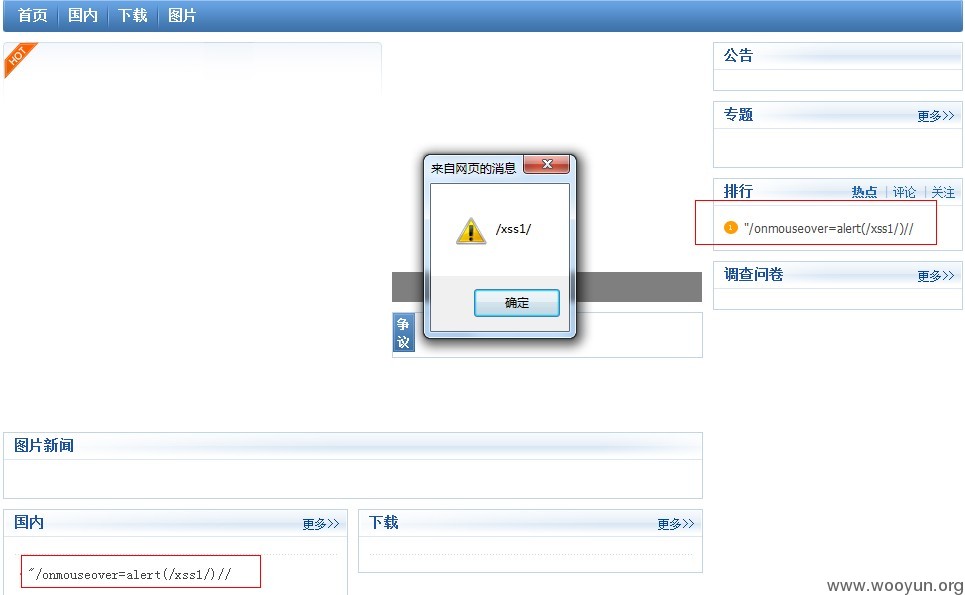 首页 国内 下载 图片
HOT
公告
专题 更多>>
来自网页的消息
/xss1/
确定
排行 热点 评论 关注
1 "/onmouseover=alert(/xss1/)//
调查问卷 更多>>
争
议
图片新闻
国内 更多>>
"/onmouseover=alert(/xss1/)//
下载 更多>>
www.wooyun.org